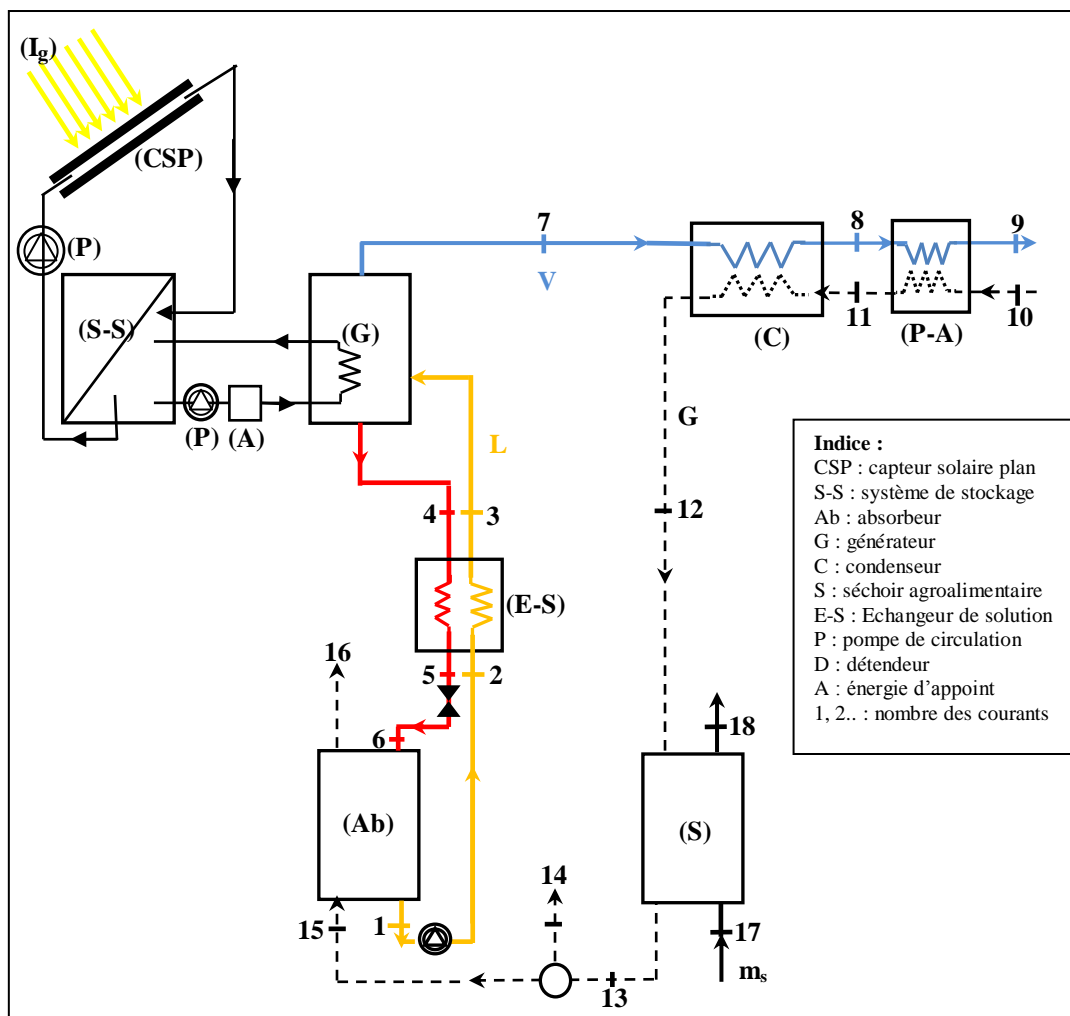 (Ig)
(CSP)
(P)
7
8
9
V
(S-S)
(G)
11
10
(C)
(P-A)
(P)
(A)
G
L
Indice :
CSP : capteur solaire plan
S-S : système de stockage
Ab : absorbeur
G : générateur
C : condenseur
S : séchoir agroalimentaire
E-S : Echangeur de solution
P : pompe de circulation
D : détendeur
A : énergie d'appoint
1, 2.. : nombre des courants
4
3
12
(E-S)
16
5
2
6
18
(Ab)
(S)
14
15
1
17
13
ms